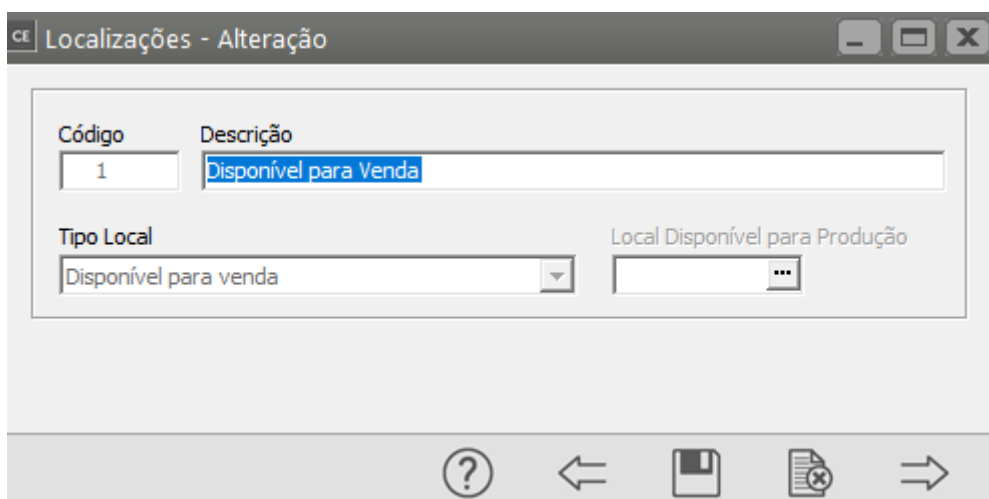 CE Localizações - Alteração
Código Descrição
1 Disponível para Venda
Tipo Local Local Disponível para Produção
Disponível para venda ...
?